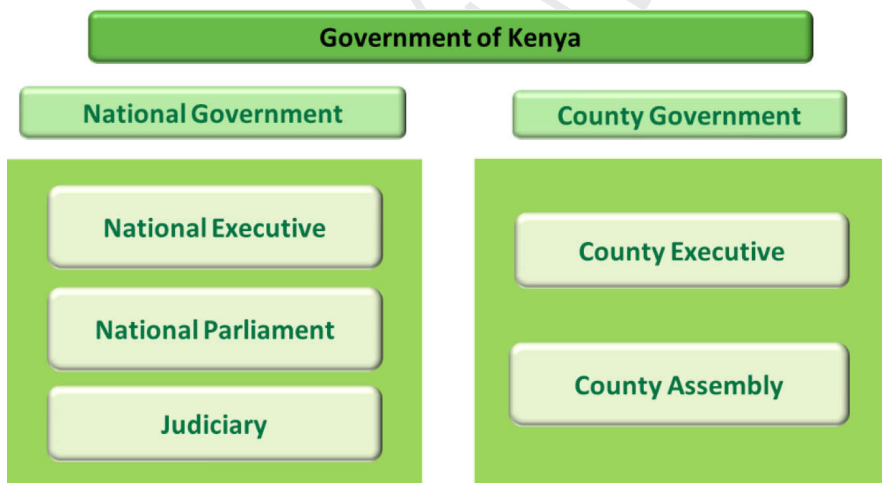 Government of Kenya
National Government
County Government
National Executive
National Parliament
Judiciary
County Executive
County Assembly